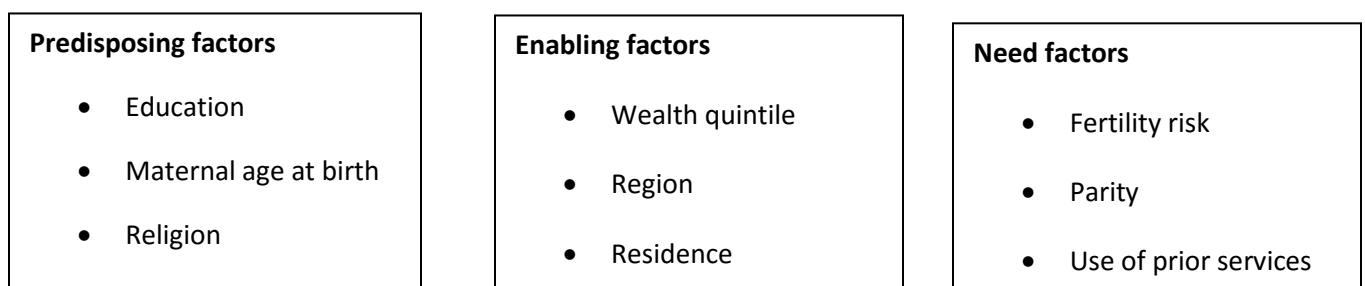 Predisposing factors
• Education
• Maternal age at birth
• Religion
Enabling factors
• Wealth quintile
• Region
• Residence
Need factors
• Fertility risk
• Parity
• Use of prior services